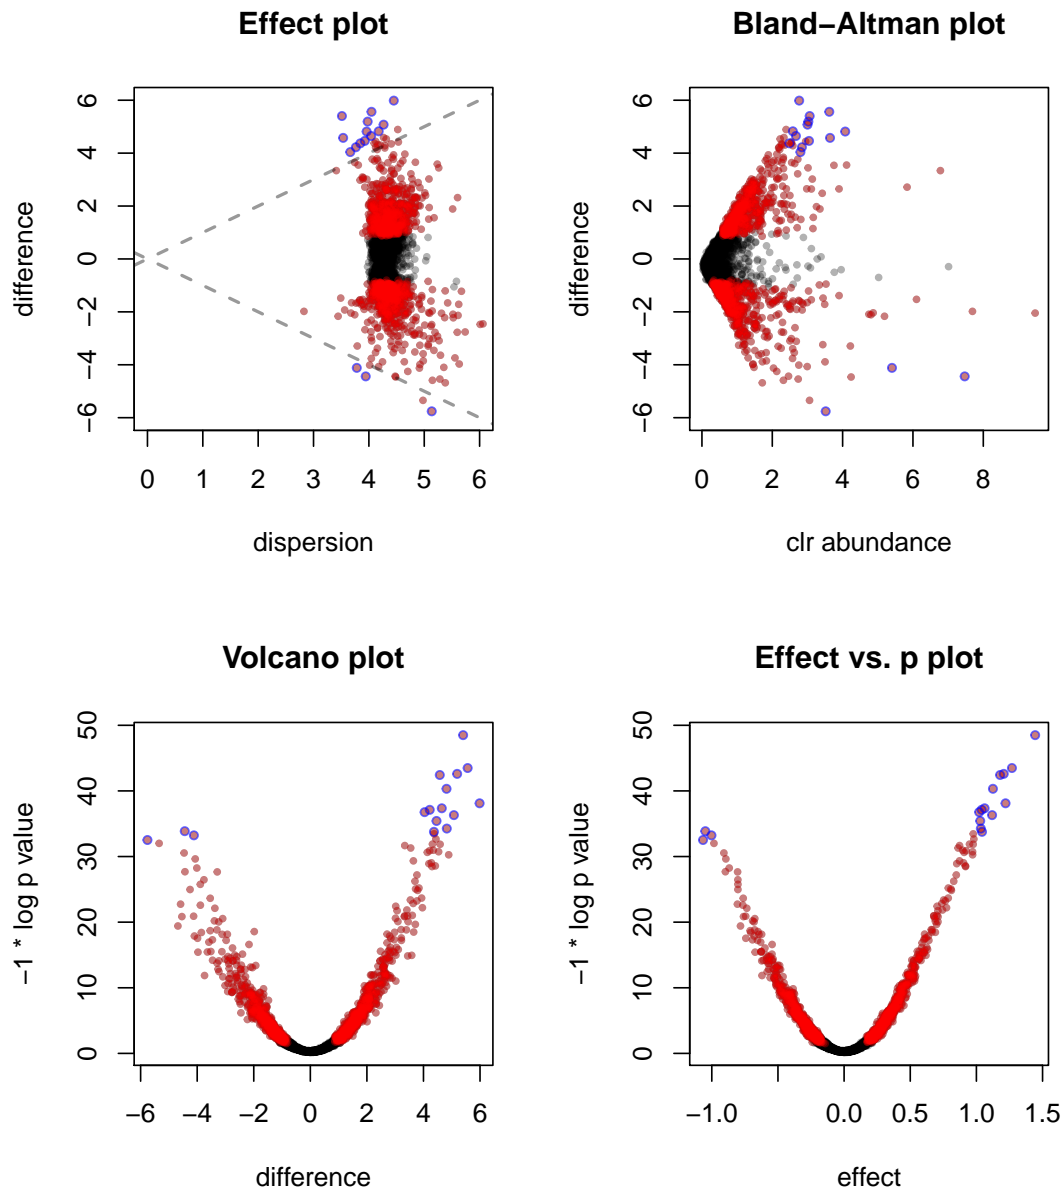 Effect plot
difference
−6 −4 −2 0 2 4 6
0 1 2 3 4 5 6
dispersion
Bland−Altman plot
difference
−6 −4 −2 0 2 4 6
0 2 4 6 8
clr abundance
Volcano plot
−1 * log p value
0 10 20 30 40 50
−6 −4 −2 0 2 4 6
difference
Effect vs. p plot
−1 * log p value
0 10 20 30 40 50
−1.0 0.0 0.5 1.0 1.5
effect